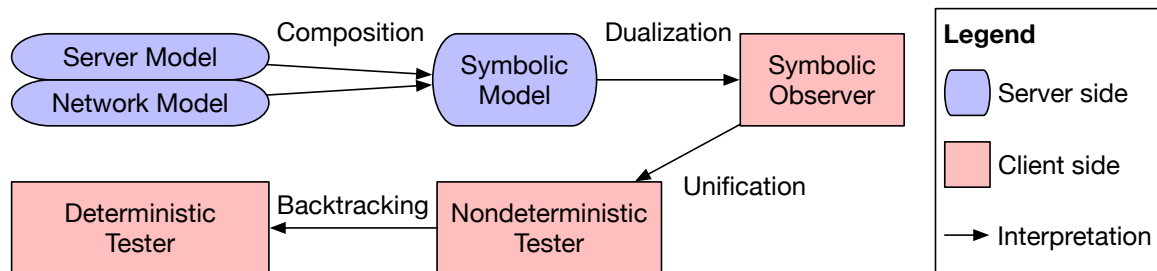 Server Model
Network Model
Composition
Symbolic
Model
Dualization
Symbolic
Observer
Unification
Nondeterministic
Tester
Backtracking
Deterministic
Tester
Legend
Server side
Client side
Interpretation